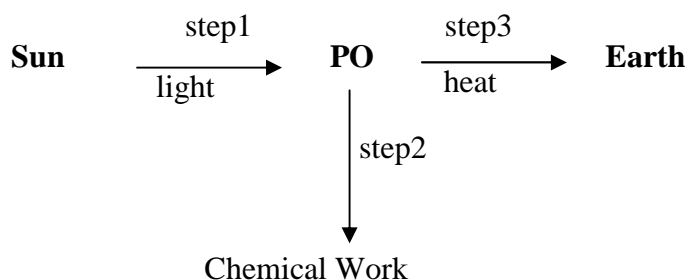 step1 step3
Sun PO Earth
light heat
step2
Chemical Work